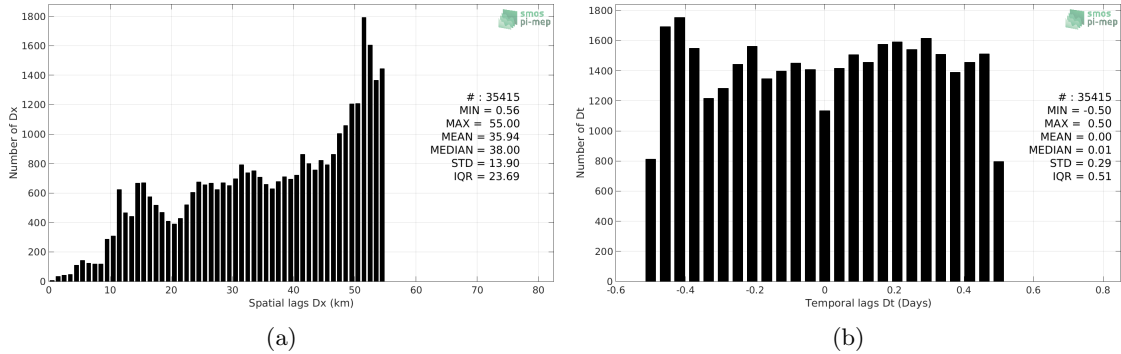 smos
pi-mep
1800
1600
1400
1200
1000
800
600
400
200
0
Number of Dx
# : 35415
MIN = 0.56
MAX = 55.00
MEAN = 35.94
MEDIAN = 38.00
STD = 13.90
IQR = 23.69
0 10 20 30 40 50 60 70 80
Spatial lags Dx (km)
(a)
smos
pi-mep
1800
1600
1400
1200
1000
800
600
400
200
0
Number of Dt
# : 35415
MIN = -0.50
MAX = 0.50
MEAN = 0.00
MEDIAN = 0.01
STD = 0.29
IQR = 0.51
-0.6 -0.4 -0.2 0 0.2 0.4 0.6 0.8
Temporal lags Dt (Days)
(b)